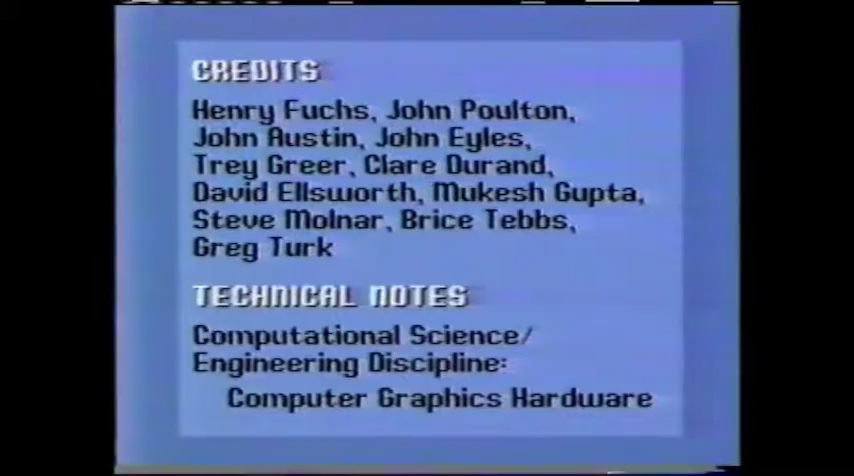 CREDITS
Henry Fuchs, John Poulton,
John Austin, John Eyles,
Trey Greer, Clare Durand,
David Ellsworth, Mukesh Gupta,
Steve Molnar, Brice Tebbs,
Greg Turk
TECHNICAL NOTES
Computational Science/
Engineering Discipline:
Computer Graphics Hardware